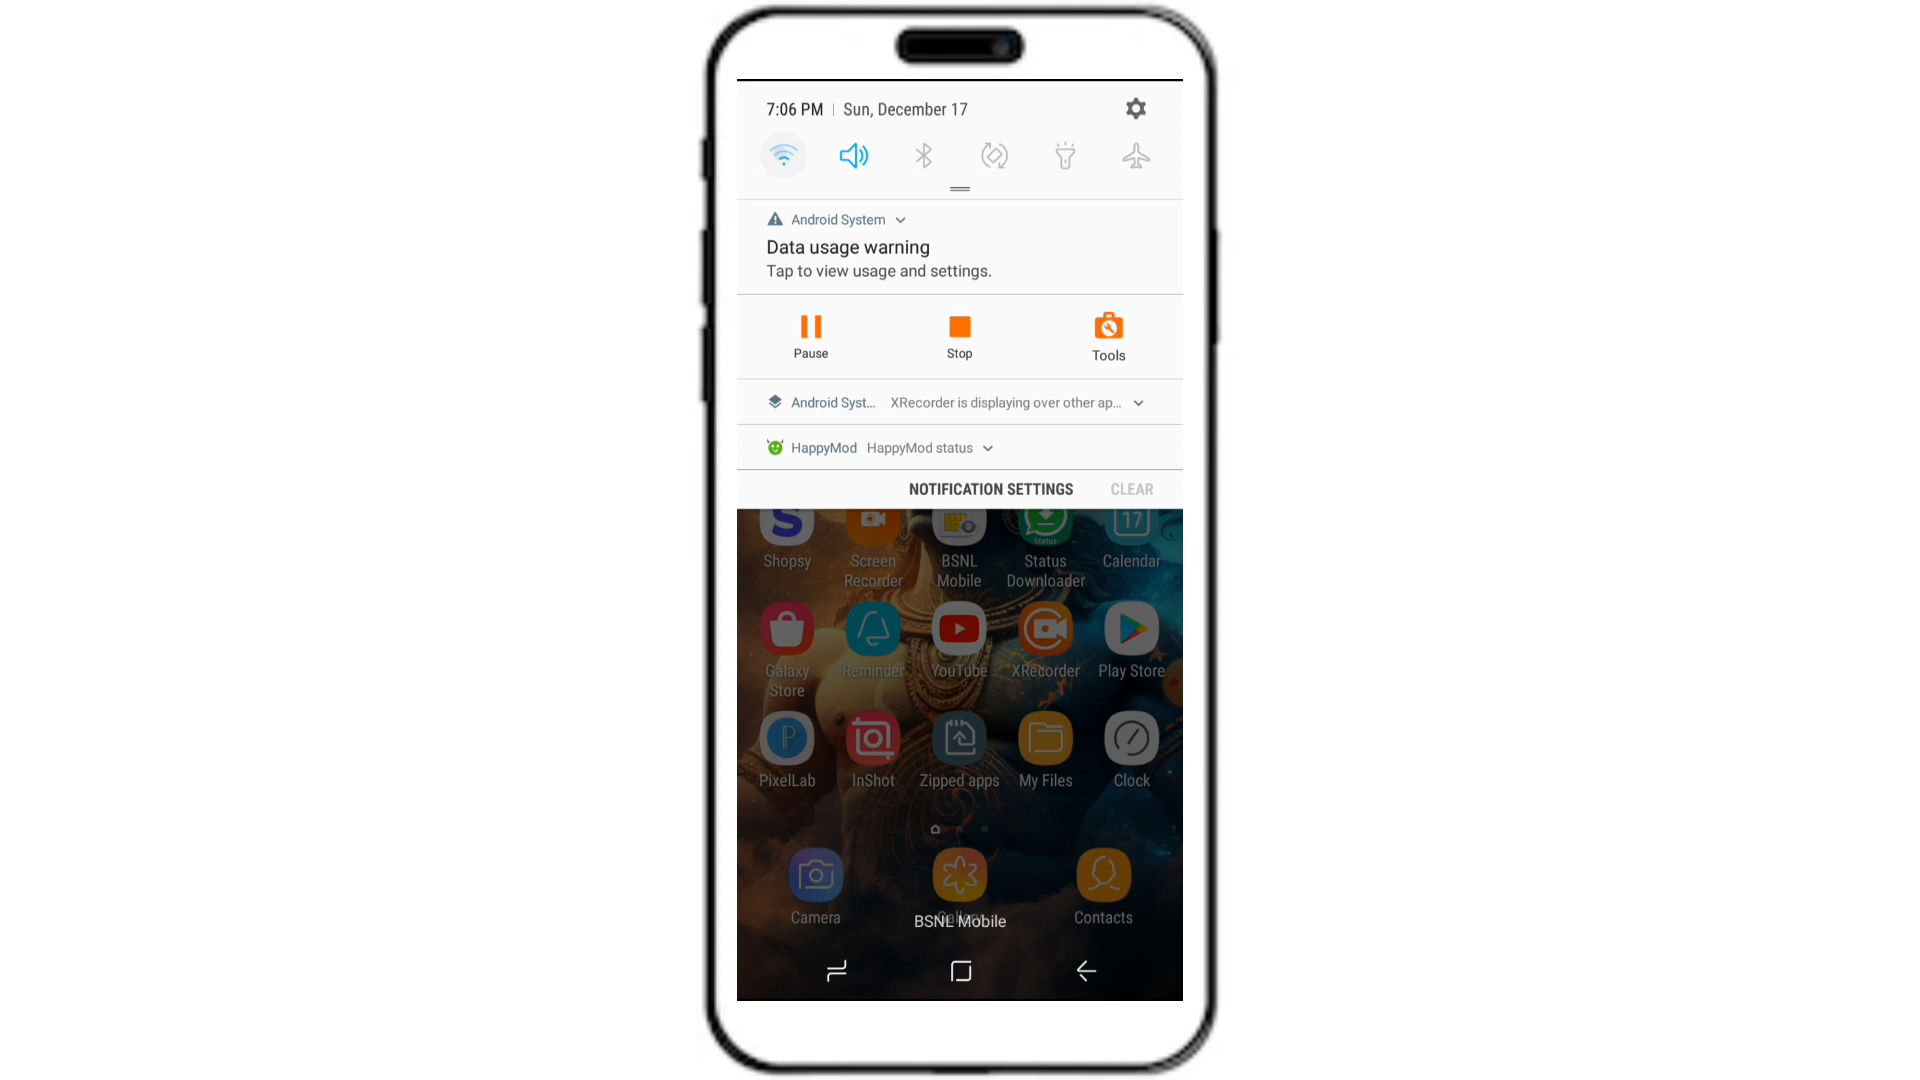 7:06 PM | Sun, December 17
Android System
Data usage warning
Tap to view usage and settings.
Pause Stop Tools
Android Syst... XRecorder is displaying over other ap...
HappyMod HappyMod status
NOTIFICATION SETTINGS CLEAR
S Status 17
Shopsy Screen Recorder BSNL Mobile Status Downloader Calendar
Galaxy Store Reminder YouTube XRecorder Play Store
P
PixelLab InShot Zipped apps My Files Clock
Camera Gallery Contacts
BSNL Mobile